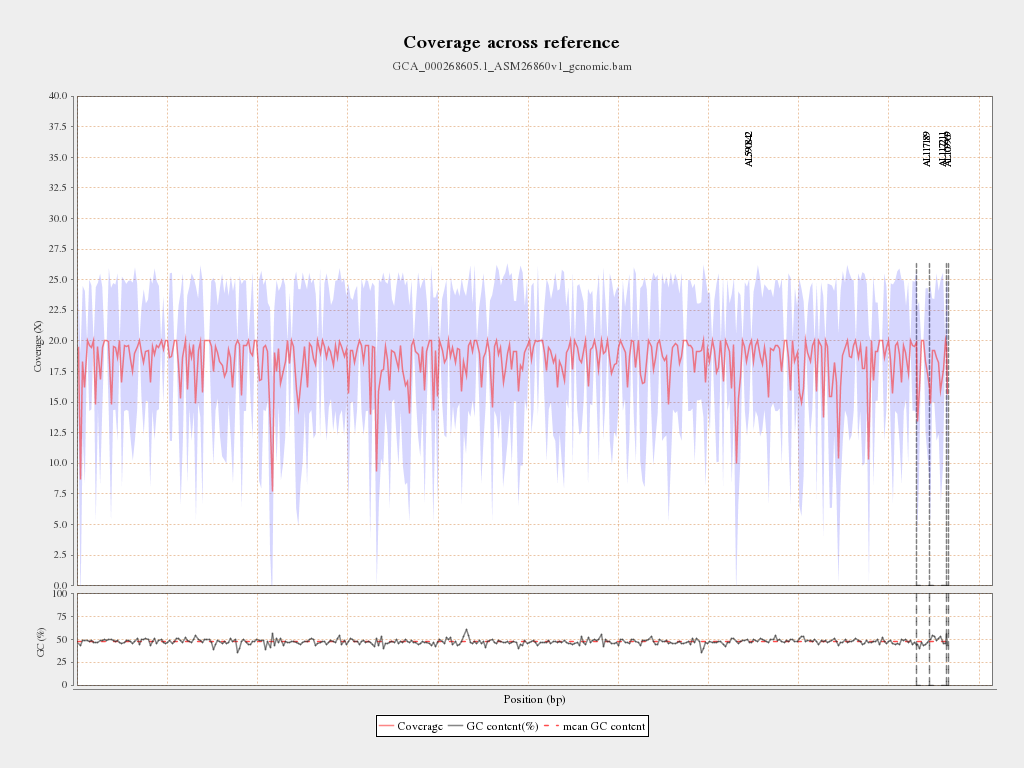 Coverage across reference
GCA_000268605.1_ASM26860v1_genomic.bam
40.0
37.5
35.0
32.5
30.0
27.5
25.0
22.5
20.0
17.5
15.0
12.5
10.0
7.5
5.0
2.5
0.0
Coverage (X)
AL590842
AL117189
AL117211
AL109969
100
75
50
25
0
GC (%)
Position (bp)
Coverage GC content(%) mean GC content